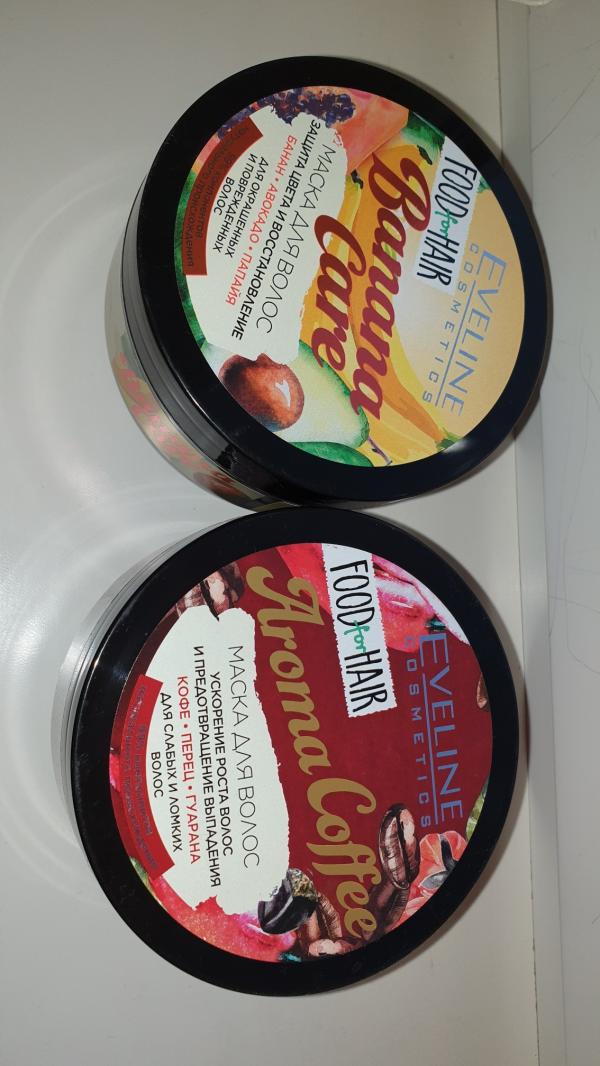 EVELINE
COSMETICS
FOOD for HAIR
Banana
Care
МАСКА ДЛЯ ВОЛОС
ЗАЩИТА ЦВЕТА И ВОССТАНОВЛЕНИЕ
БАНАН • АВОКАДО • ПАПАЙЯ
ДЛЯ ОКРАШЕННЫХ
И ПОВРЕЖДЕННЫХ
ВОЛОС
EVELINE
COSMETICS
FOOD for HAIR
Aroma Coffee
МАСКА ДЛЯ ВОЛОС
УСКОРЕНИЕ РОСТА ВОЛОС
И ПРЕДОТВРАЩЕНИЕ ВЫПАДЕНИЯ
КОФЕ • ПЕРЕЦ • ГУАРАНА
ДЛЯ СЛАБЫХ И ЛОМКИХ
ВОЛОС